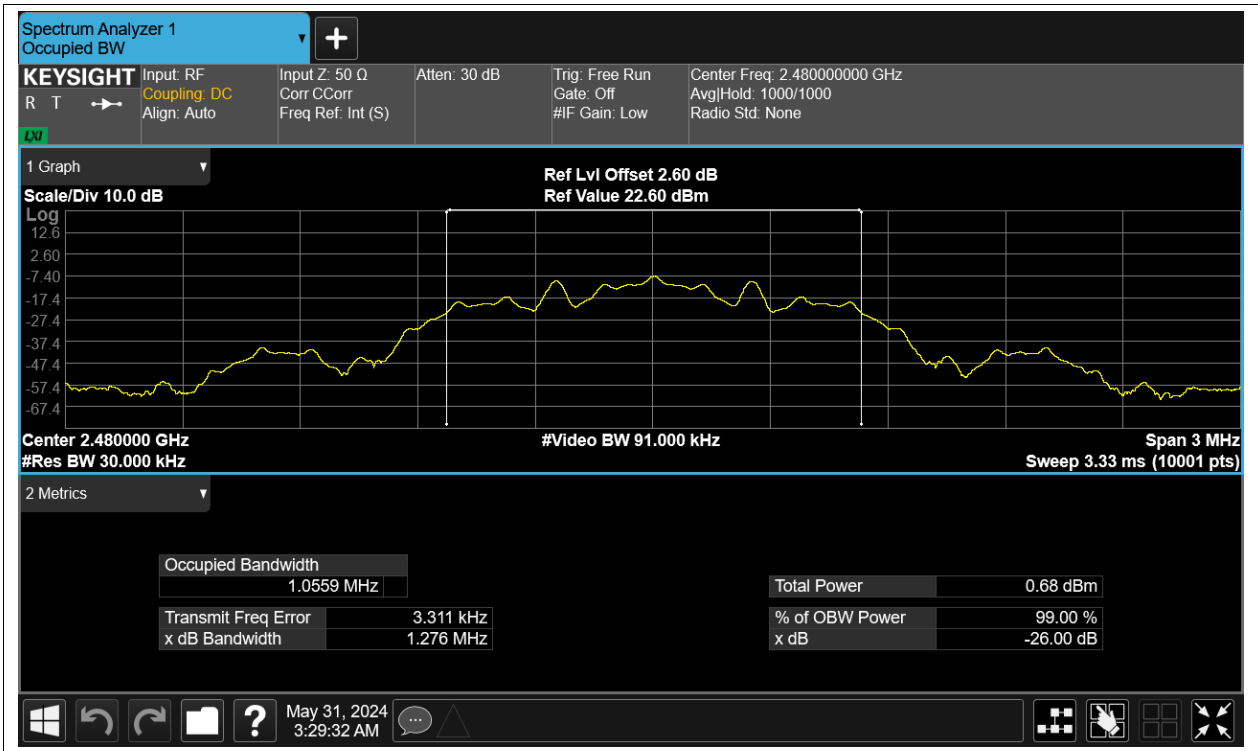 Spectrum Analyzer 1
Occupied BW
KEYSIGHT
R T
LXI
Input: RF
Coupling: DC
Align: Auto
Input Z: 50 Ω
Corr CCorr
Freq Ref: Int (S)
Atten: 30 dB
Trig: Free Run
Gate: Off
#IF Gain: Low
Center Freq: 2.480000000 GHz
Avg|Hold: 1000/1000
Radio Std: None
1 Graph
Scale/Div 10.0 dB
Ref Lvl Offset 2.60 dB
Ref Value 22.60 dBm
Log
12.6
2.60
-7.40
-17.4
-27.4
-37.4
-47.4
-57.4
-67.4
Center 2.480000 GHz
#Video BW 91.000 kHz
Span 3 MHz
#Res BW 30.000 kHz
Sweep 3.33 ms (10001 pts)
2 Metrics
Occupied Bandwidth
1.0559 MHz
Total Power 0.68 dBm
Transmit Freq Error 3.311 kHz
% of OBW Power 99.00 %
x dB Bandwidth 1.276 MHz
x dB -26.00 dB
?
May 31, 2024
3:29:32 AM